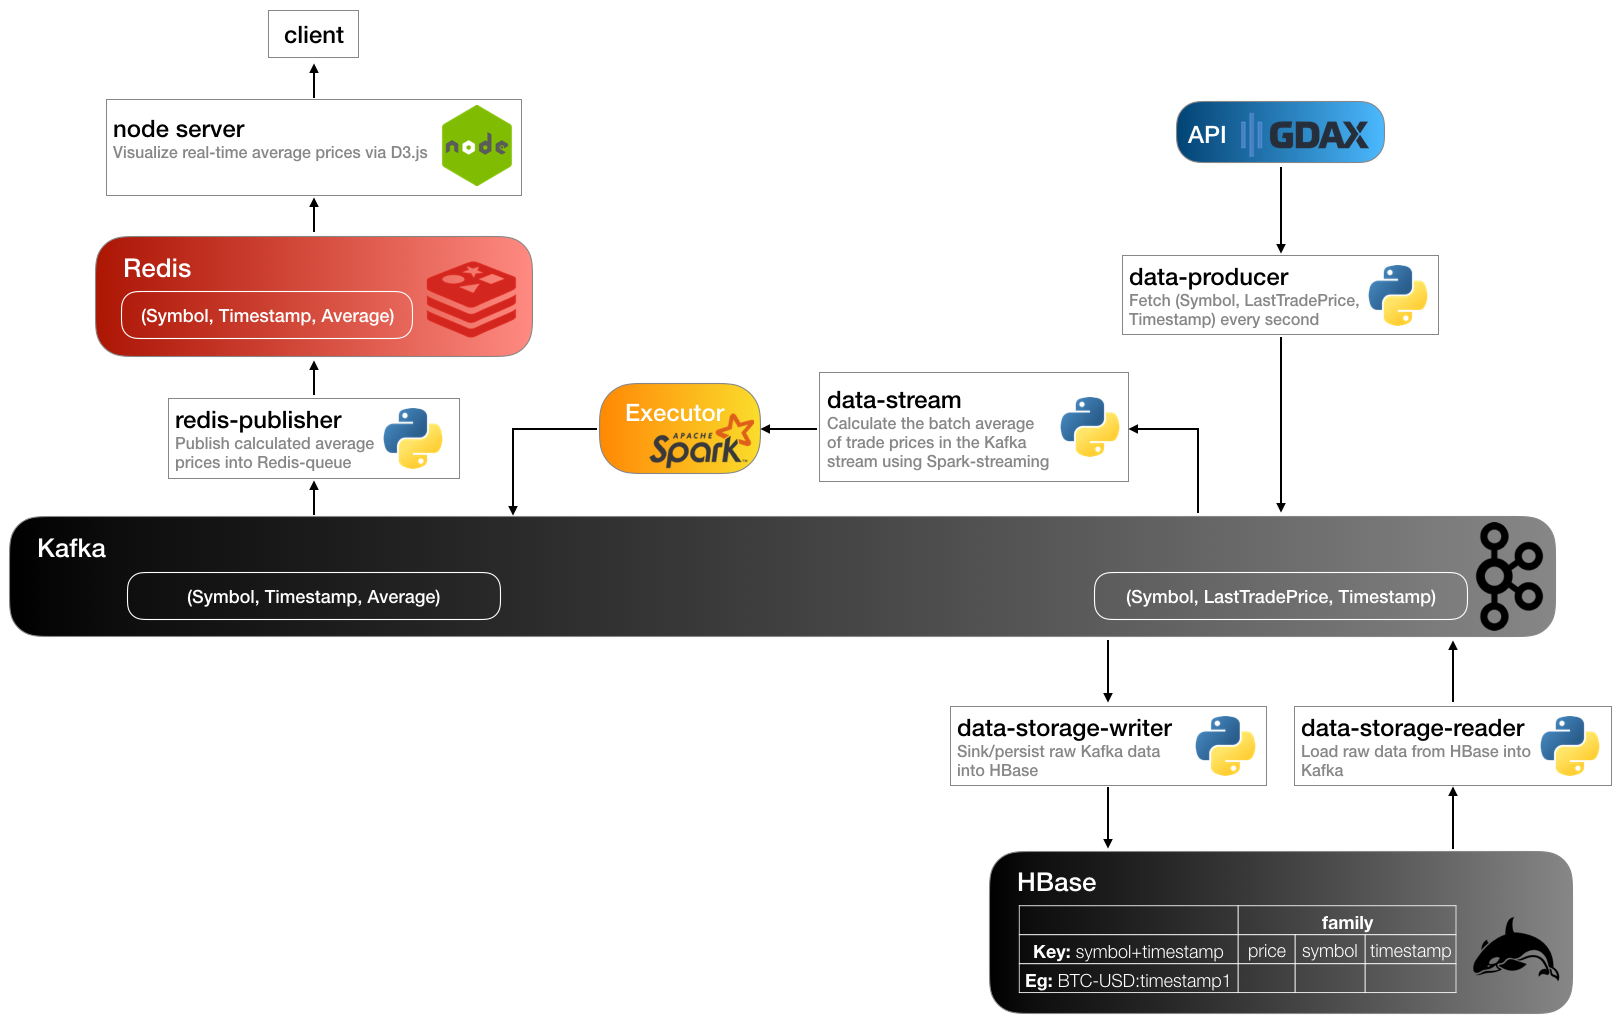 client
node server
Visualize real-time average prices via D3.js
node
API GDAX
Redis
(Symbol, Timestamp, Average)
data-producer
Fetch (Symbol, LastTradePrice,
Timestamp) every second
redis-publisher
Publish calculated average
prices into Redis-queue
Executor
APACHE
Spark™
data-stream
Calculate the batch average
of trade prices in the Kafka
stream using Spark-streaming
Kafka
(Symbol, Timestamp, Average)
(Symbol, LastTradePrice, Timestamp)
data-storage-writer
Sink/persist raw Kafka data
into HBase
data-storage-reader
Load raw data from HBase into
Kafka
HBase
family
Key: symbol+timestamp price symbol timestamp
Eg: BTC-USD:timestamp1